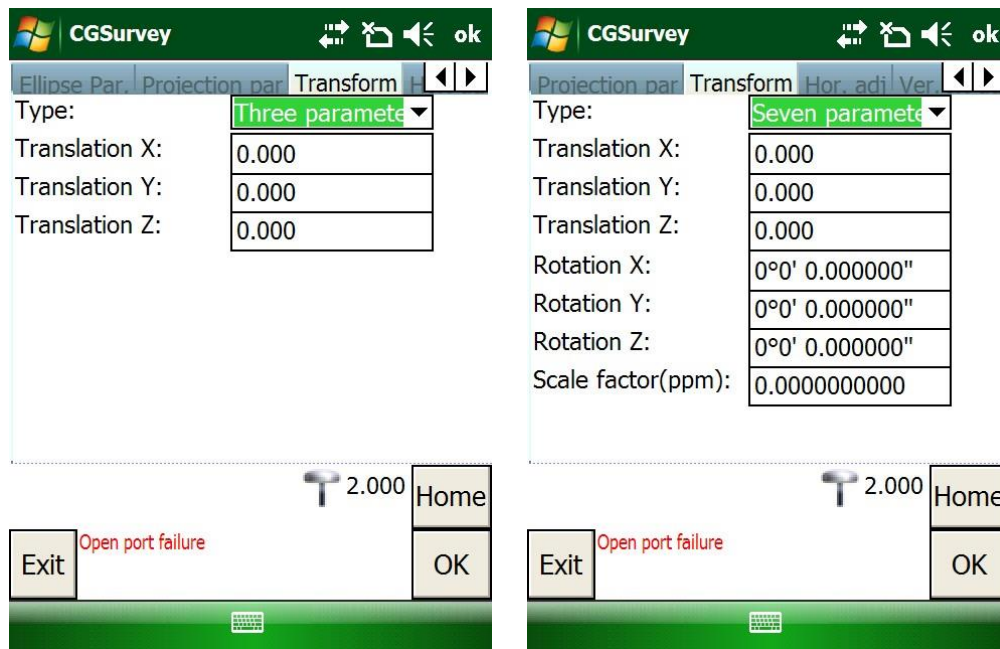 CGSurvey ok
Ellipse Par. Projection par Transform H
Type: Three paramete
Translation X: 0.000
Translation Y: 0.000
Translation Z: 0.000
2.000
Home
Open port failure
Exit
OK
CGSurvey ok
Projection par Transform Hor. adj Ver.
Type: Seven paramete
Translation X: 0.000
Translation Y: 0.000
Translation Z: 0.000
Rotation X: 0°0' 0.000000"
Rotation Y: 0°0' 0.000000"
Rotation Z: 0°0' 0.000000"
Scale factor(ppm): 0.0000000000
2.000
Home
Open port failure
Exit
OK